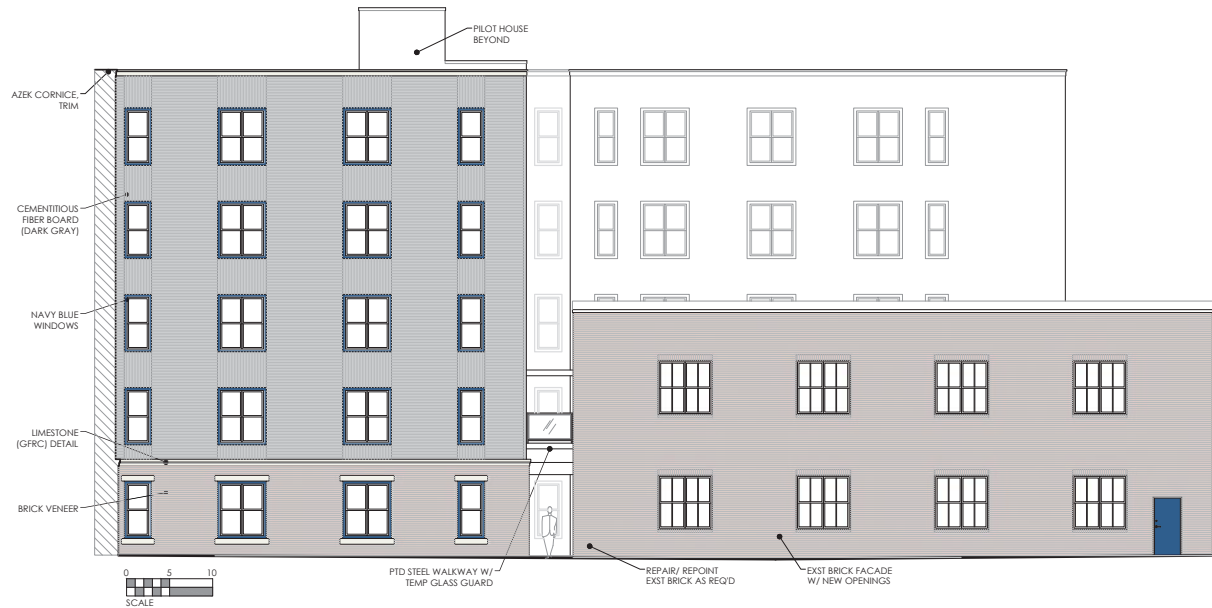 PILOT HOUSE
BEYOND
AZEK CORNICE,
TRIM
CEMENTITIOUS
FIBER BOARD
(DARK GRAY)
NAVY BLUE
WINDOWS
LIMESTONE
(GFRC) DETAIL
BRICK VENEER
PTD STEEL WALKWAY W/
TEMP GLASS GUARD
REPAIR/ REPOINT
EXST BRICK AS REQ'D
EXST BRICK FACADE
W/ NEW OPENINGS
0 5 10
SCALE